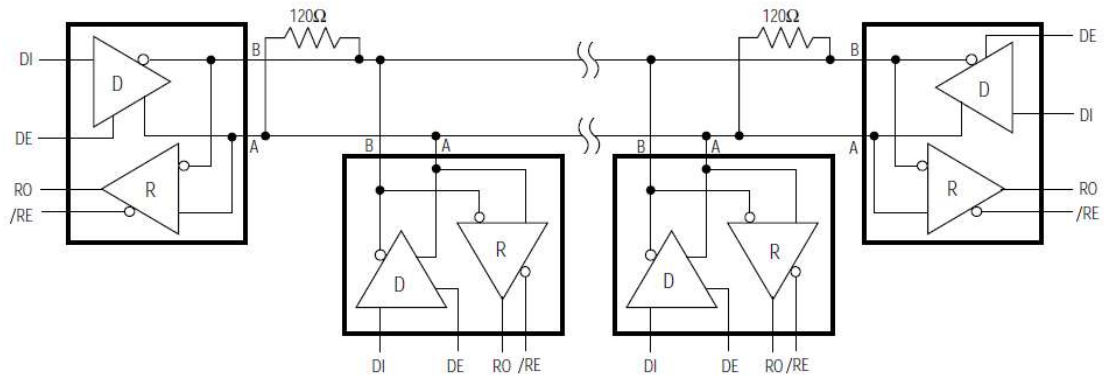 120Ω 120Ω
B B
DE
DI D D
DI
DE
A B A B A A
RO R R RO
/RE /RE
R R
D D
DI DE RO /RE DI DE RO /RE